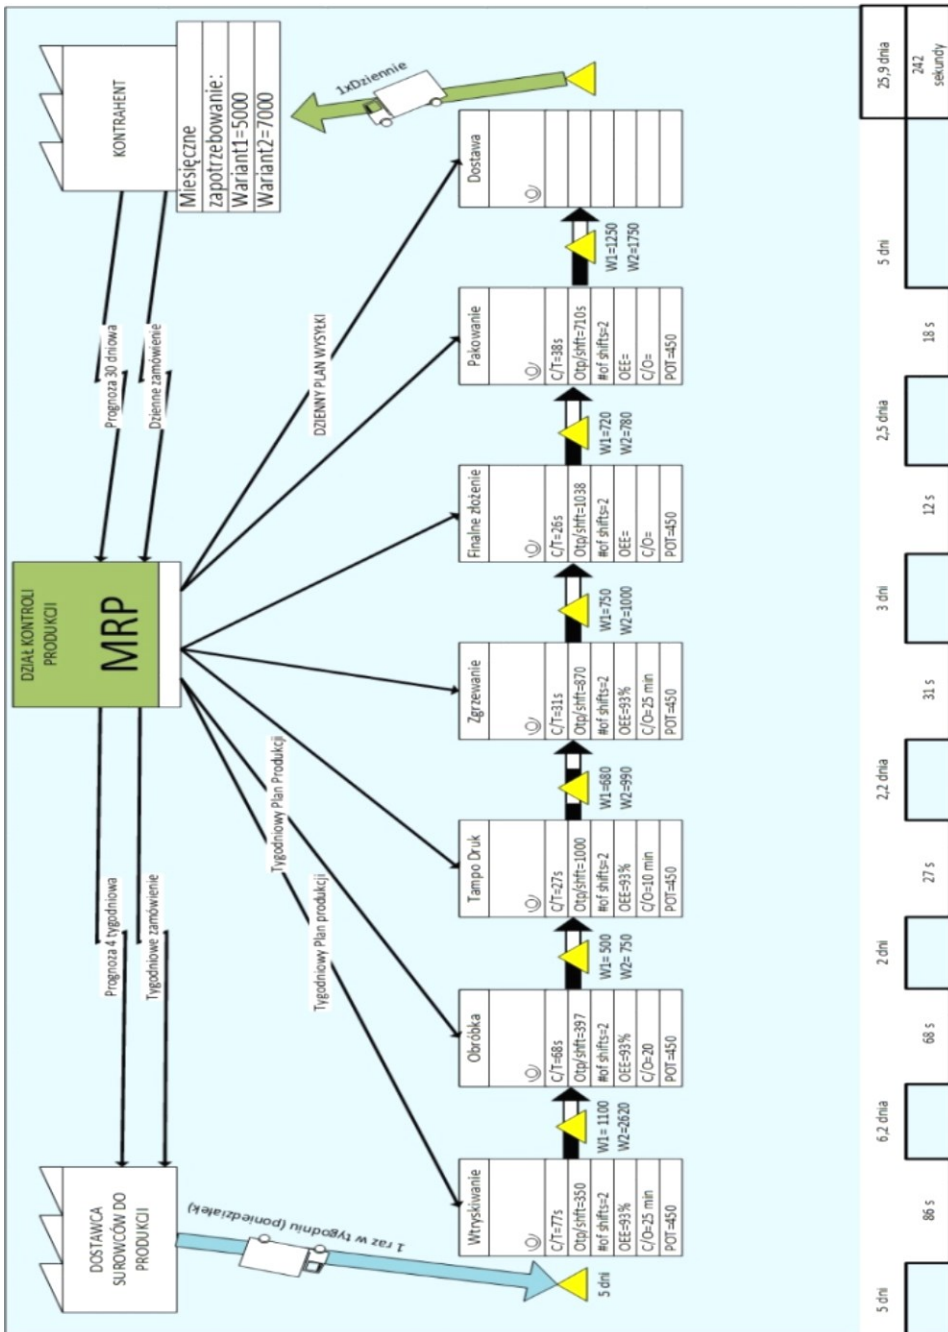 DOSTAWCA
SUROWCÓW DO
PRODUKCJI
Prognoza 4 tygodniowa
Tygodniowe zamówienie
DZIAŁ KONTROLI
PRODUKCJI
MRP
Prognoza 30 dniowa
Dzienne zamówienie
KONTRAHENT
Miesięczne
zapotrzebowanie:
Wariant1=5000
Wariant2=7000
1 raz w tygodniu (poniedziałek)
Tygodniowy Plan produkcji
Tygodniowy Plan Produkcji
DZIENNY PLAN WYSYŁKI
1xDziennie
5 dni
Wtryskiwanie
C/T=77s
Otp/shft=350
#of shifts=2
OEE=93%
C/O=25 min
POT=450
W1= 1100
W2=2620
Obróbka
C/T=68s
Otp/shft=397
#of shifts=2
OEE=93%
C/O=20
POT=450
W1= 500
W2= 750
Tampo Druk
C/T=27s
Otp/shft=1000
#of shifts=2
OEE=93%
C/O=10 min
POT=450
W1=680
W2=990
Zgrzewanie
C/T=31s
Otp/shft=870
#of shifts=2
OEE=93%
C/O=25 min
POT=450
W1=750
W2=1000
Finalne złożenie
C/T=26s
Otp/shft=1038
#of shifts=2
OEE=
C/O=
POT=450
W1=720
W2=780
Pakowanie
C/T=38s
Otp/shft=710s
#of shifts=2
OEE=
C/O=
POT=450
W1=1250
W2=1750
Dostawa
5 dni
86 s
6,2 dnia
68 s
2 dni
27 s
2,2 dnia
31 s
3 dni
12 s
2,5 dnia
18 s
5 dni
25,9 dnia
242
sekundy